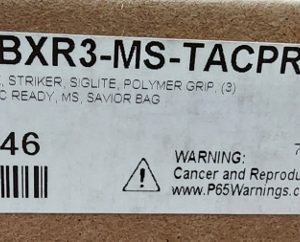 BXR3-MS-TACPR
, STRIKER, SIGLITE, POLYMER GRIP, (3)
C READY, MS, SAVIOR BAG
46
WARNING:
Cancer and Reprodu
www.P65Warnings.c